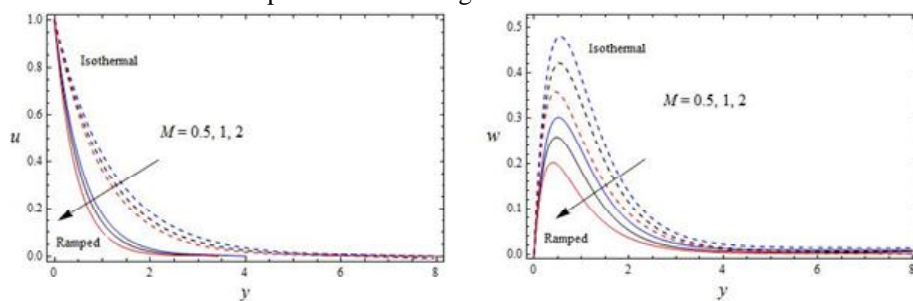 1.0
0.8
0.6
0.4
0.2
0.0
u
Isothermal
M = 0.5, 1, 2
Ramped
0 2 4 6 8
y
0.5
0.4
0.3
0.2
0.1
0.0
w
Isothermal
M = 0.5, 1, 2
Ramped
0 2 4 6 8
y